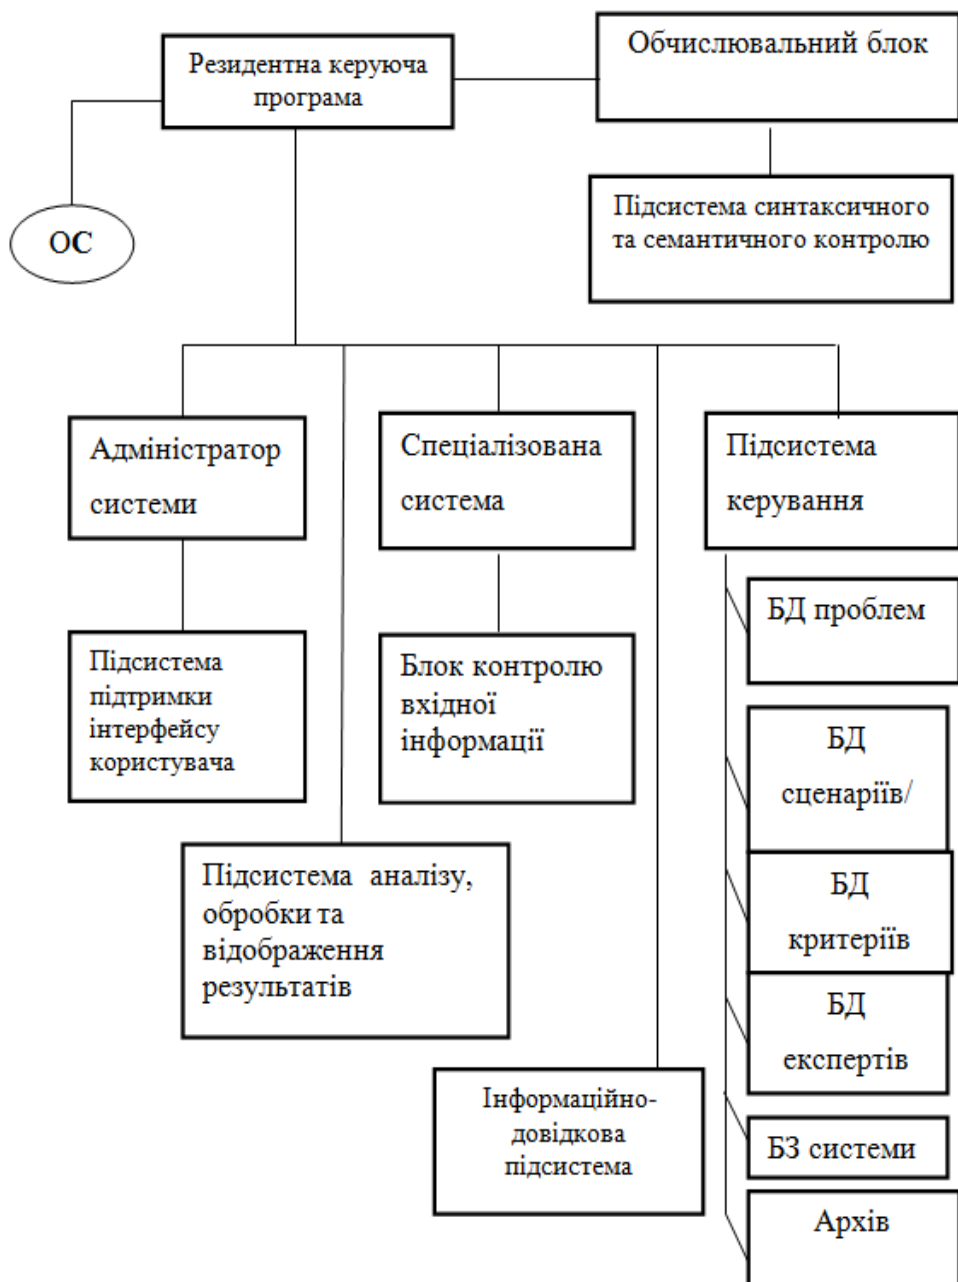 Резидентна керуюча
програма
Обчислювальний блок
ОС
Підсистема синтаксичного
та семантичного контролю
Адміністратор
системи
Спеціалізована
система
Підсистема
керування
Підсистема
підтримки
інтерфейсу
користувача
Блок контролю
вхідної
інформації
БД проблем
БД
сценаріїв/
Підсистема аналізу,
обробки та
відображення
результатів
БД
критеріїв
БД
експертів
Інформаційно-
довідкова
підсистема
БЗ системи
Архів